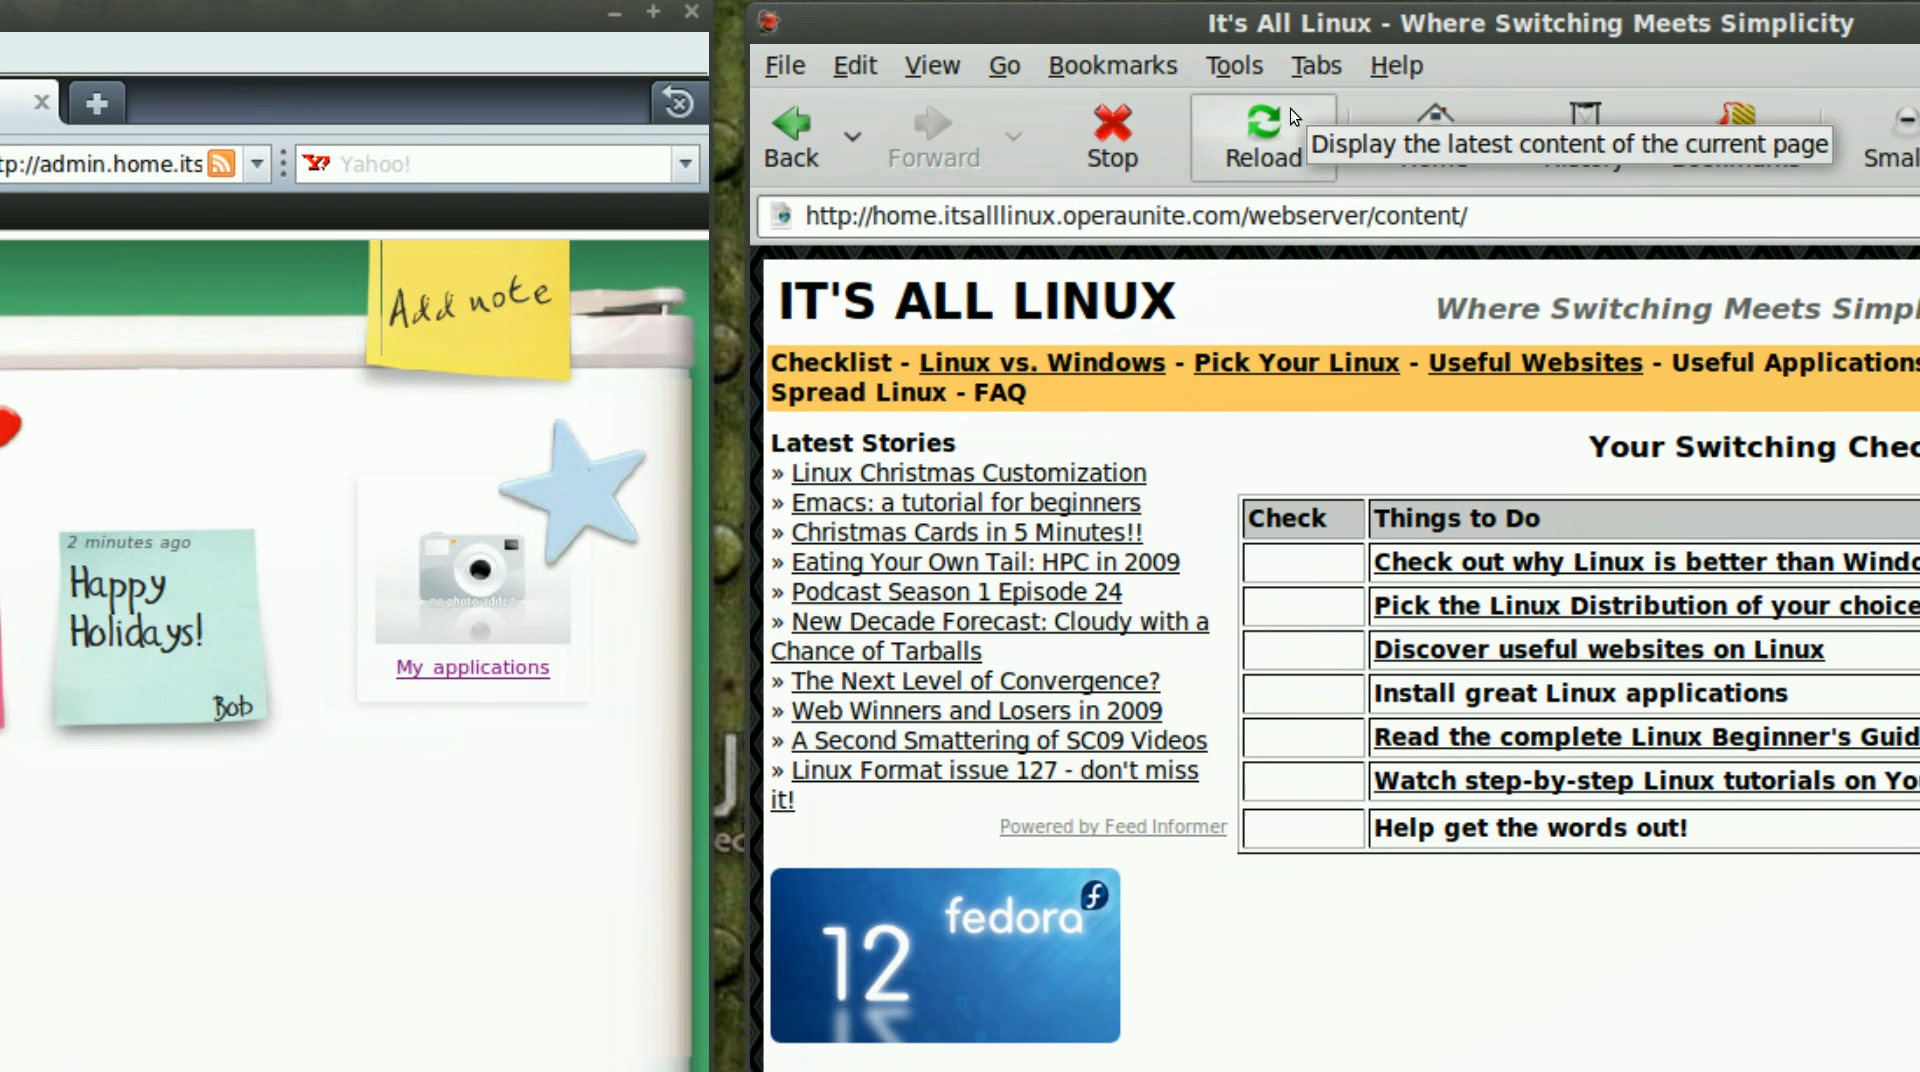 tp://admin.home.its
Yahoo!
Add note
2 minutes ago
Happy
Holidays!
Bob
no photo added
My applications
It's All Linux - Where Switching Meets Simplicity
File Edit View Go Bookmarks Tools Tabs Help
Back Forward Stop Reload
Display the latest content of the current page
http://home.itsalllinux.operaunite.com/webserver/content/
IT'S ALL LINUX
Where Switching Meets Simpl
Checklist - Linux vs. Windows - Pick Your Linux - Useful Websites - Useful Applications
Spread Linux - FAQ
Latest Stories
» Linux Christmas Customization
» Emacs: a tutorial for beginners
» Christmas Cards in 5 Minutes!!
» Eating Your Own Tail: HPC in 2009
» Podcast Season 1 Episode 24
» New Decade Forecast: Cloudy with a
Chance of Tarballs
» The Next Level of Convergence?
» Web Winners and Losers in 2009
» A Second Smattering of SC09 Videos
» Linux Format issue 127 - don't miss
it!
Powered by Feed Informer
fedora
12
Your Switching Chec
Check Things to Do
Check out why Linux is better than Windo
Pick the Linux Distribution of your choice
Discover useful websites on Linux
Install great Linux applications
Read the complete Linux Beginner's Guid
Watch step-by-step Linux tutorials on Yo
Help get the words out!